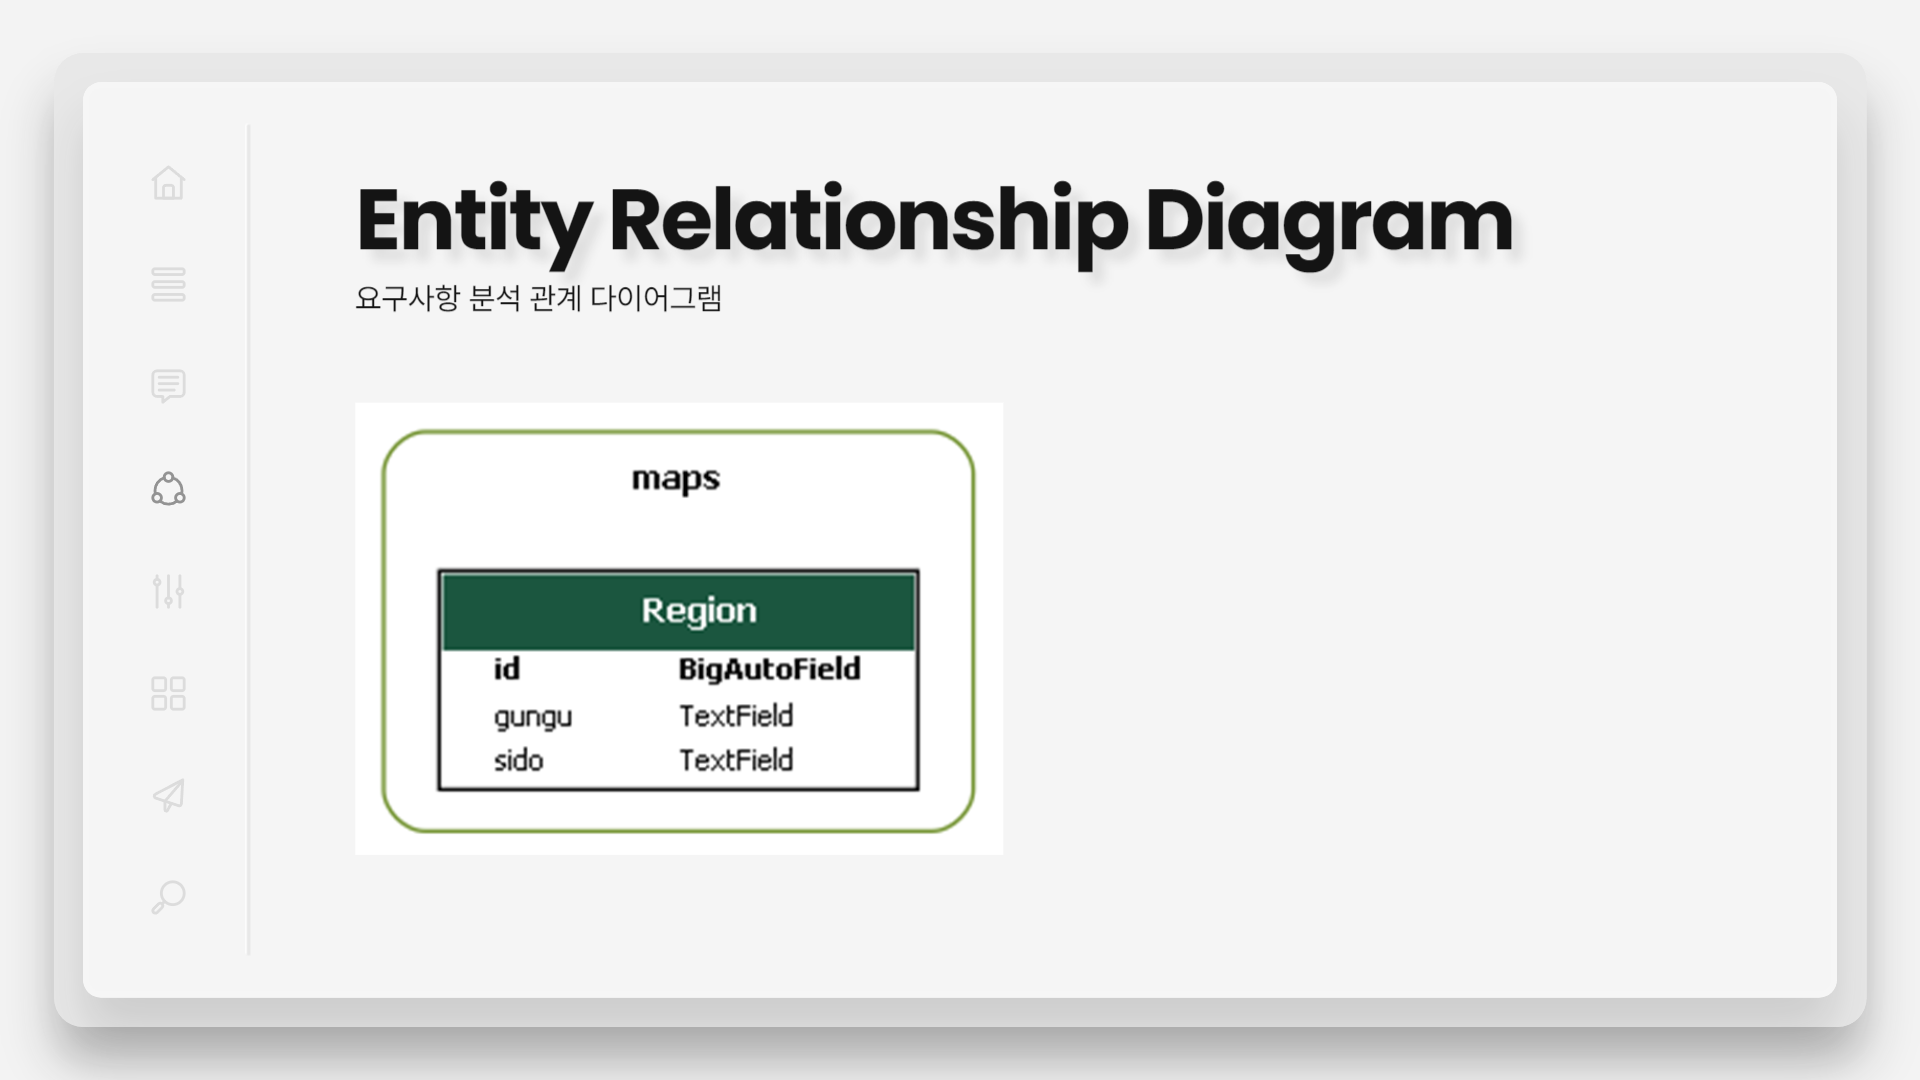 Entity Relationship Diagram
요구사항 분석 관계 다이어그램
maps
Region
id BigAutoField
gungu TextField
sido TextField